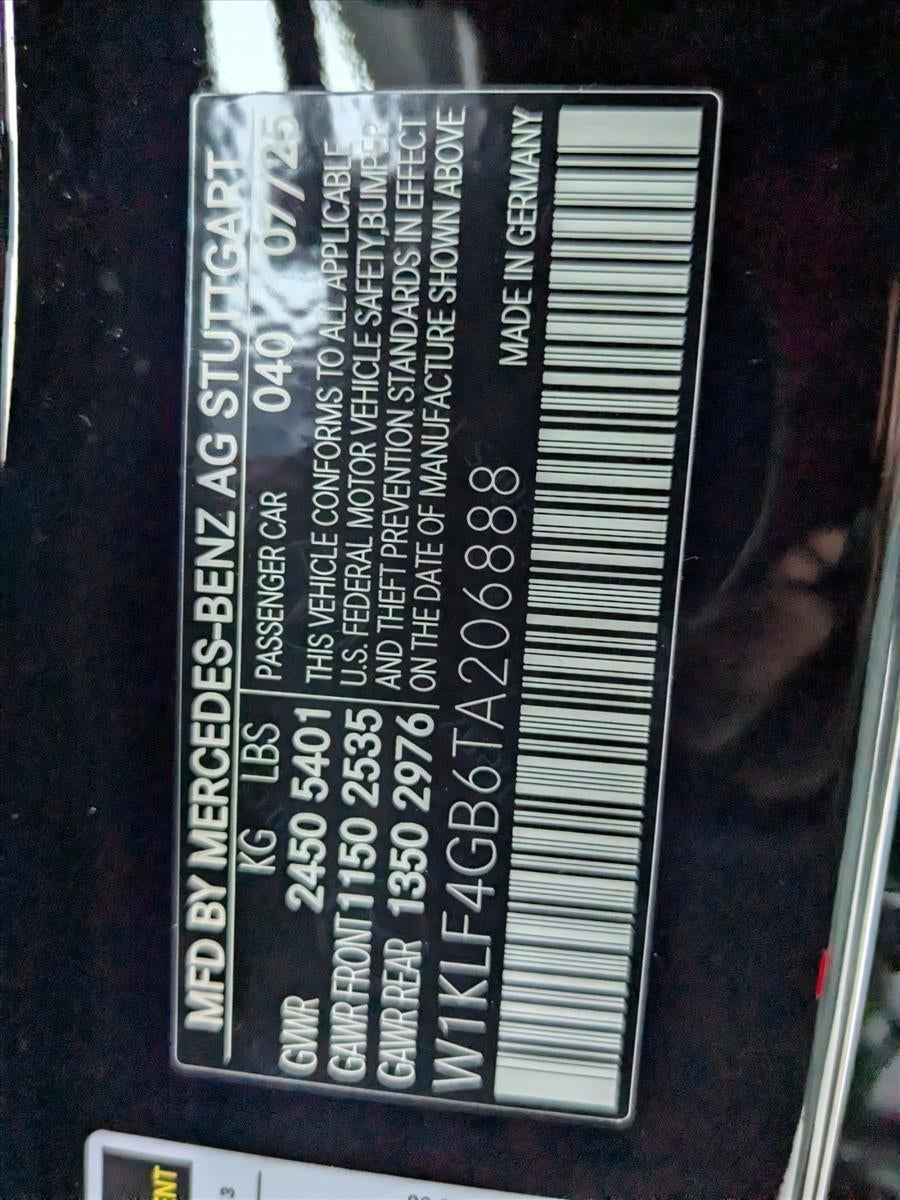 MFD BY MERCEDES-BENZ AG STUTTGART
KG LBS PASSENGER CAR 040 07/25
GWR 2450 5401 THIS VEHICLE CONFORMS TO ALL APPLICABLE
GAWR FRONT 1150 2535 U.S. FEDERAL MOTOR VEHICLE SAFETY,BUMPER
GAWR REAR 1350 2976 AND THEFT PREVENTION STANDARDS IN EFFECT
ON THE DATE OF MANUFACTURE SHOWN ABOVE
W1KLF4GB6TA206888 MADE IN GERMANY